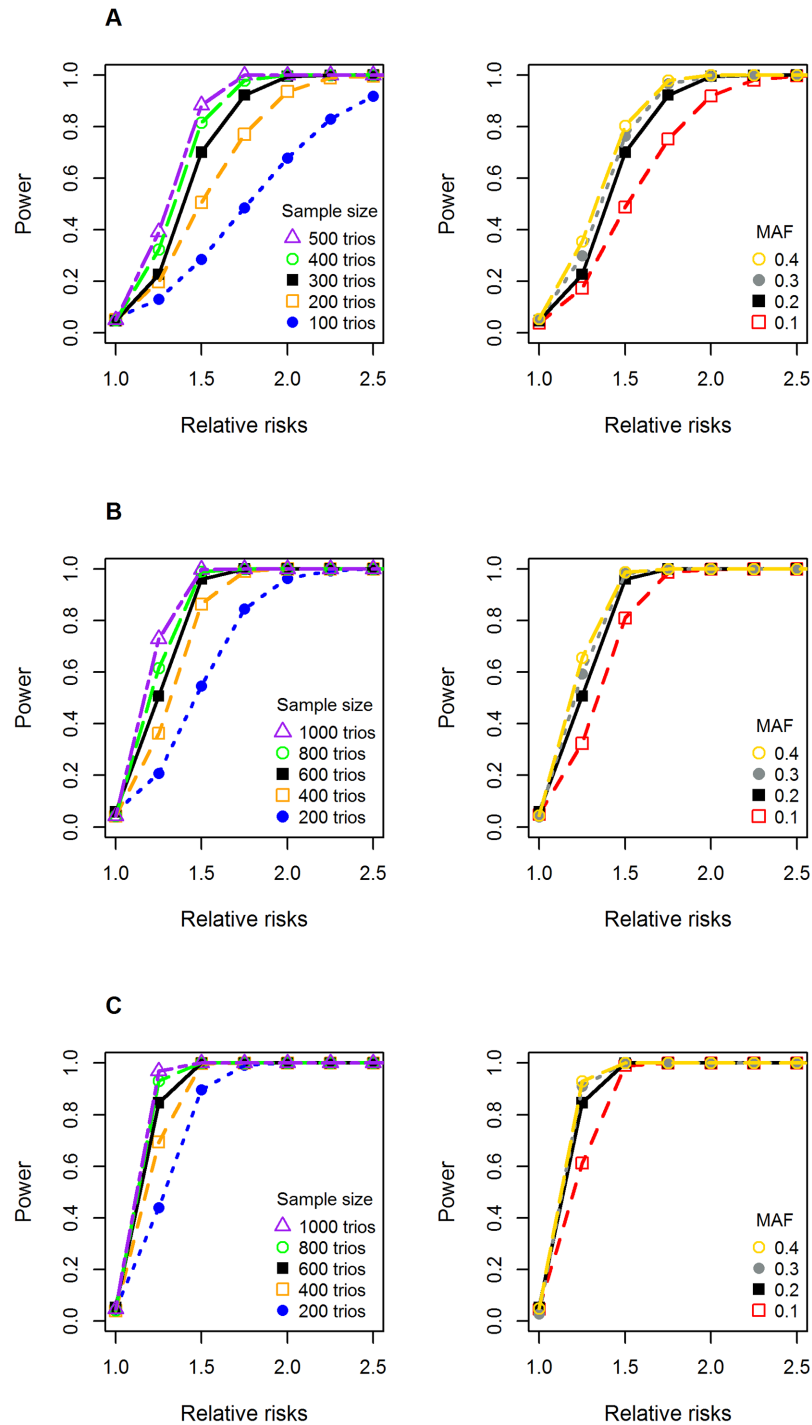 A
Power
0.0 0.2 0.4 0.6 0.8 1.0
Sample size
500 trios
400 trios
300 trios
200 trios
100 trios
1.0 1.5 2.0 2.5
Relative risks
Power
0.0 0.2 0.4 0.6 0.8 1.0
MAF
0.4
0.3
0.2
0.1
1.0 1.5 2.0 2.5
Relative risks
B
Power
0.0 0.2 0.4 0.6 0.8 1.0
Sample size
1000 trios
800 trios
600 trios
400 trios
200 trios
1.0 1.5 2.0 2.5
Relative risks
Power
0.0 0.2 0.4 0.6 0.8 1.0
MAF
0.4
0.3
0.2
0.1
1.0 1.5 2.0 2.5
Relative risks
C
Power
0.0 0.2 0.4 0.6 0.8 1.0
Sample size
1000 trios
800 trios
600 trios
400 trios
200 trios
1.0 1.5 2.0 2.5
Relative risks
Power
0.0 0.2 0.4 0.6 0.8 1.0
MAF
0.4
0.3
0.2
0.1
1.0 1.5 2.0 2.5
Relative risks